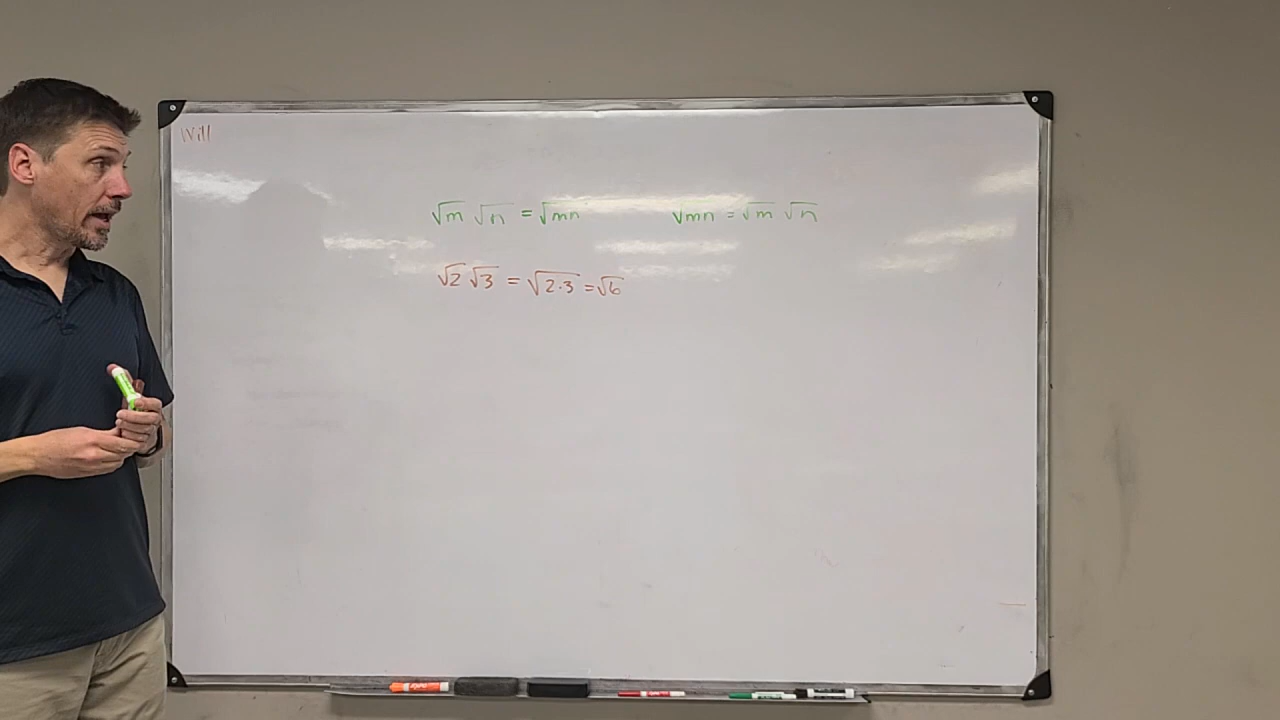 Will
√m √n = √mn √mn = √m √n
√2 √3 = √2·3 = √6